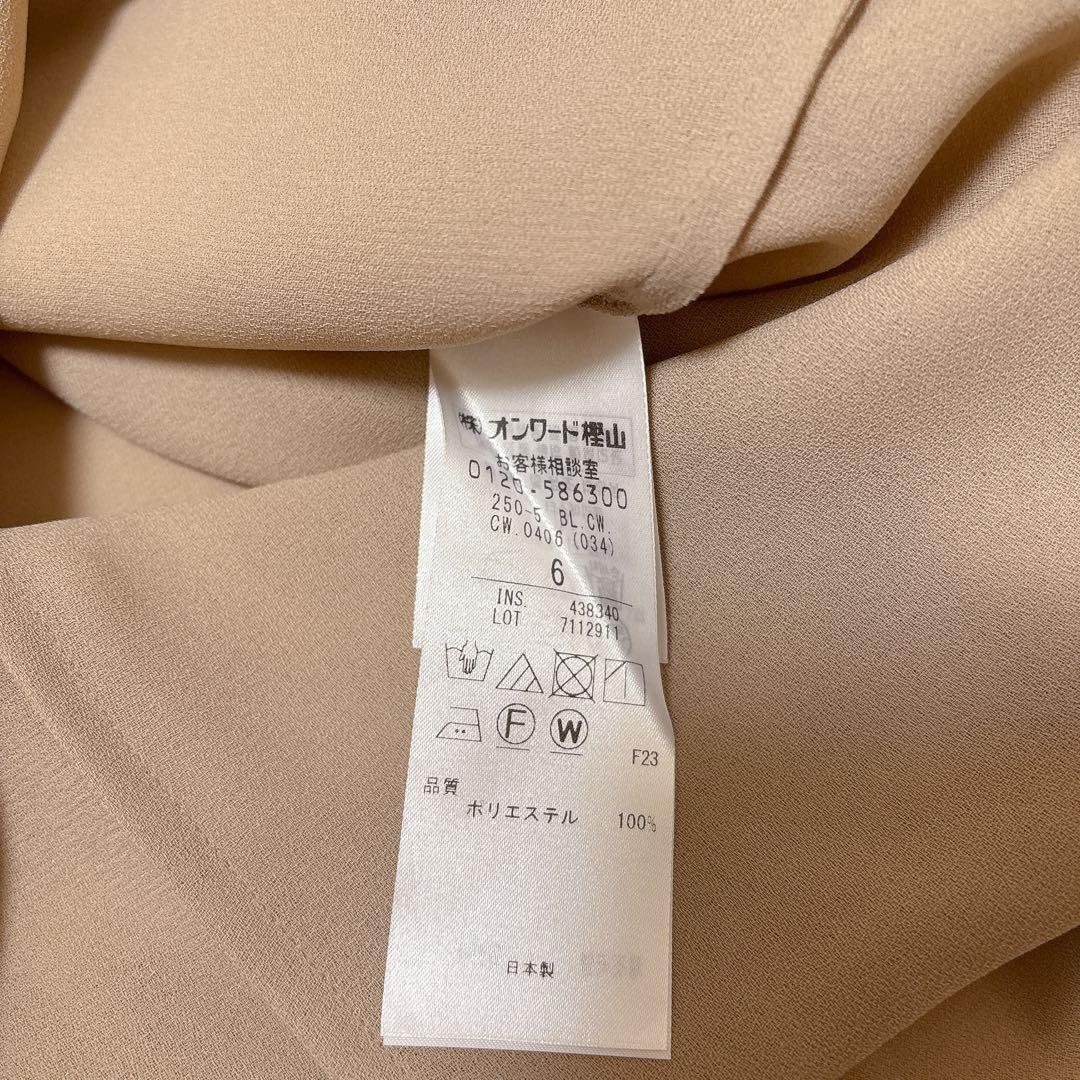 (株)オンワード樫山
お客様相談室
0120-586300
BL.CW.
CW.0406 (034)
6
INS. 438340
LOT 7112911
F W
F23
品質
ポリエステル 100%
日本製